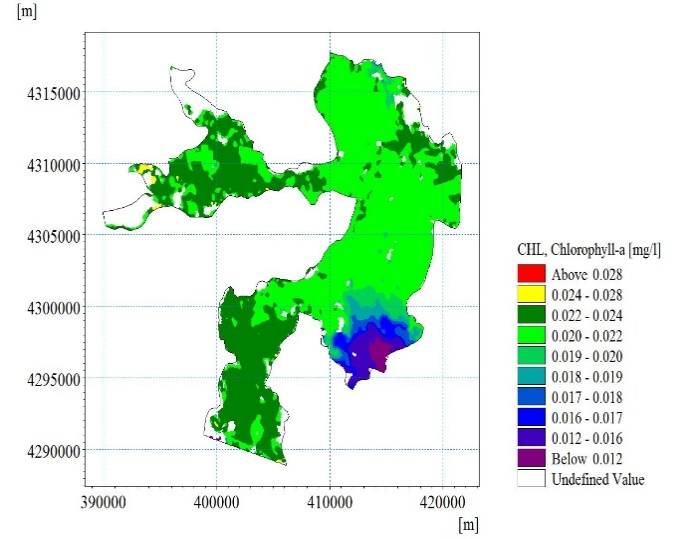 [m]
4315000
4310000
4305000
4300000
4295000
4290000
390000 400000 410000 420000
[m]
CHL, Chlorophyll-a [mg/l]
Above 0.028
0.024 - 0.028
0.022 - 0.024
0.020 - 0.022
0.019 - 0.020
0.018 - 0.019
0.017 - 0.018
0.016 - 0.017
0.012 - 0.016
Below 0.012
Undefined Value